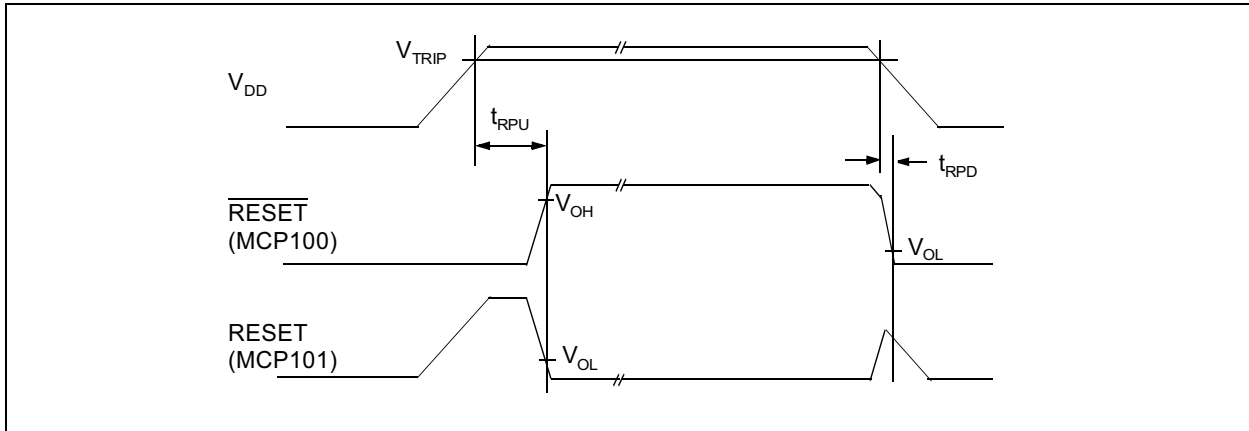 VTRIP
VDD
tRPU
tRPD
RESET
(MCP100)
VOH
VOL
RESET
(MCP101)
VOL